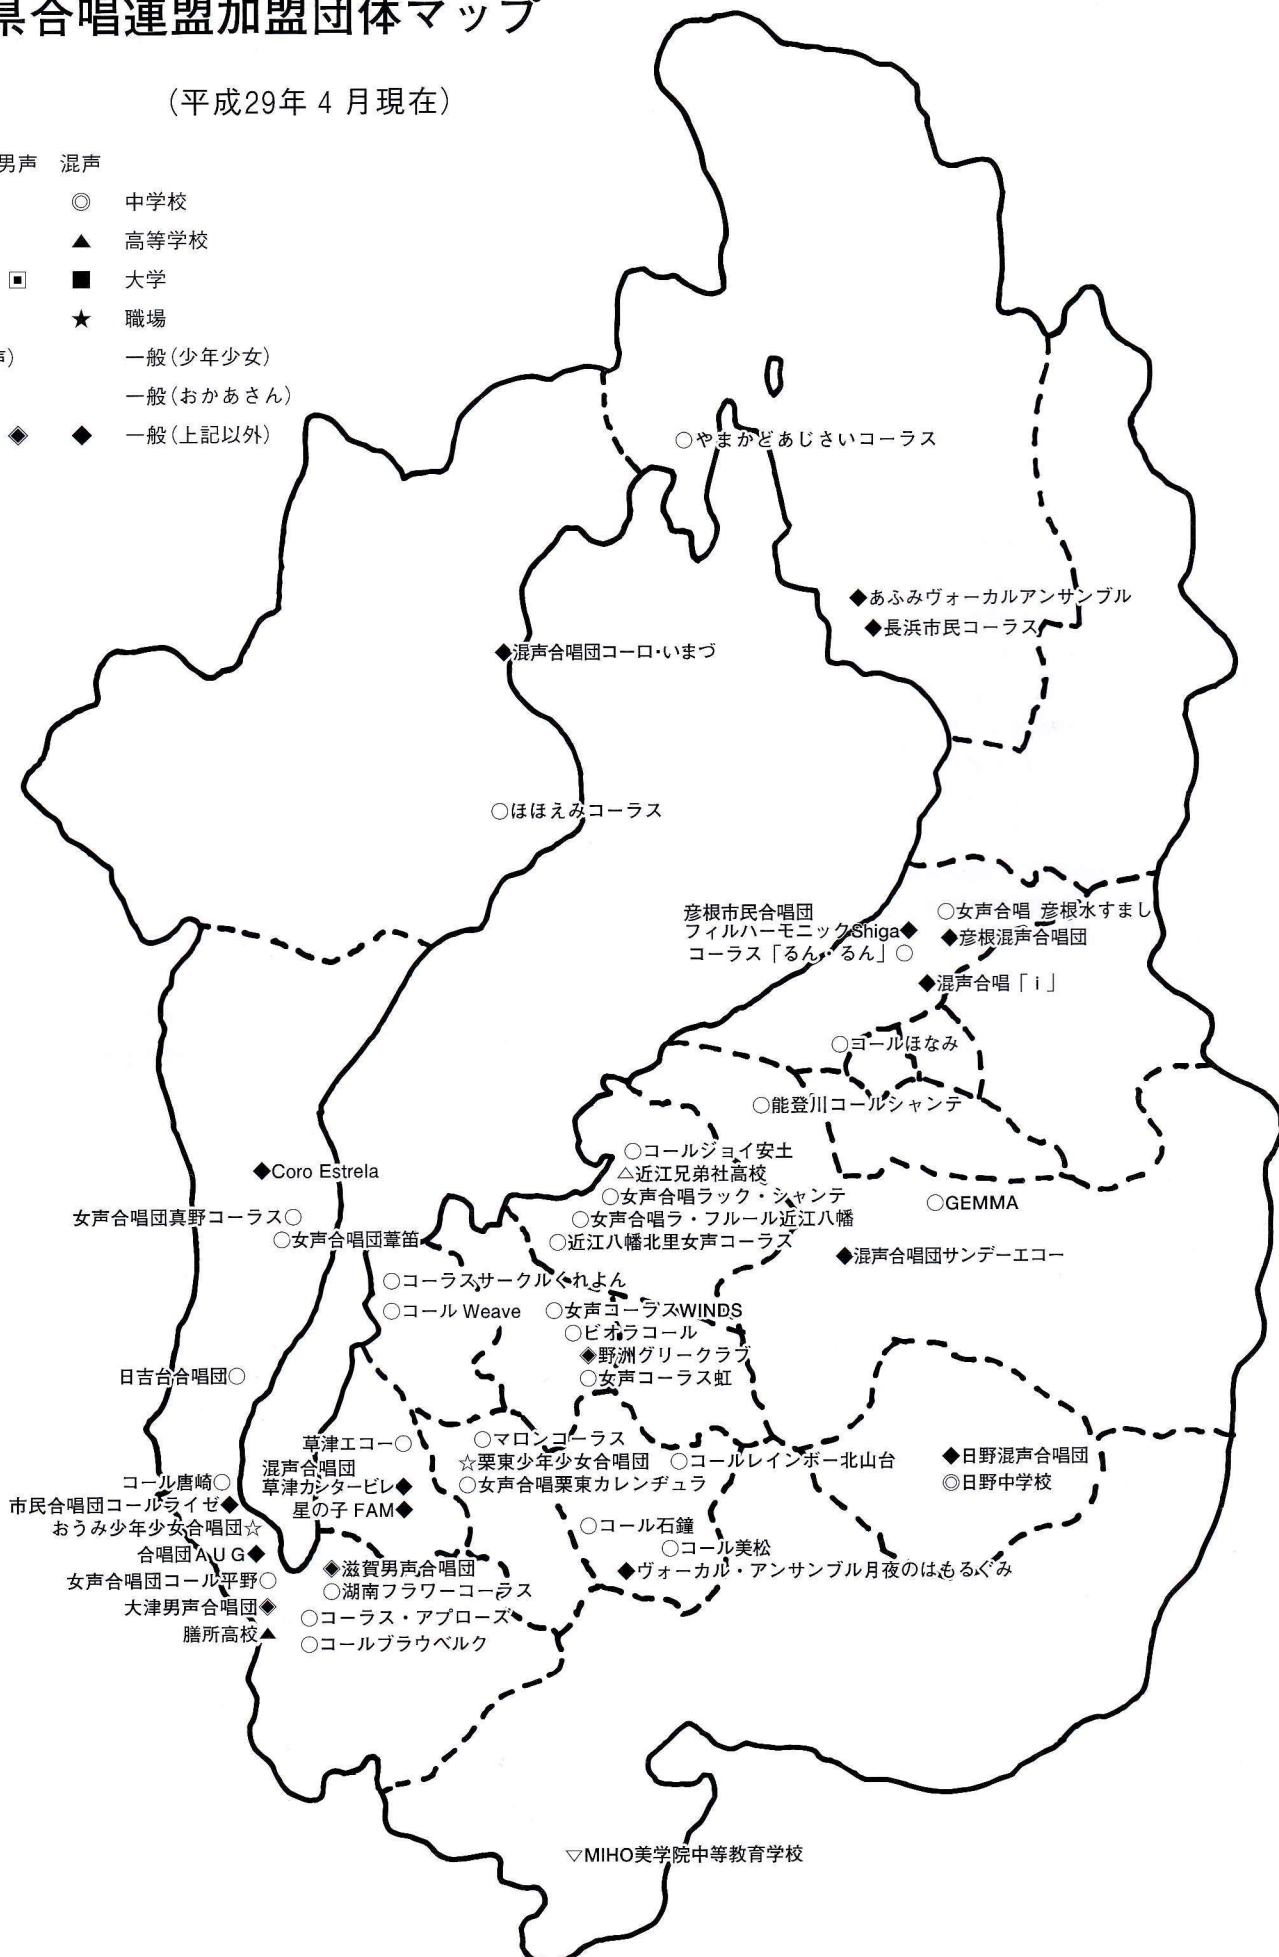 県合唱連盟加盟団体マップ
（平成29年４月現在）
男声 混声
◎ 中学校
▲ 高等学校
▣ ■ 大学
★ 職場
声） 一般（少年少女）
一般（おかあさん）
◈ ◆ 一般（上記以外）
○やまかどあじさいコーラス
◆あふみヴォーカルアンサンブル
◆長浜市民コーラス
◆混声合唱団コーロ・いまづ
○ほほえみコーラス
彦根市民合唱団
フィルハーモニックShiga◆
コーラス「るん・るん」○
○女声合唱 彦根水すまし
◆彦根混声合唱団
◆混声合唱「ｉ」
○コールほなみ
○能登川コールシャンテ
○コールジョイ安土
△近江兄弟社高校
○女声合唱ラック・シャンテ
○女声合唱ラ・フルール近江八幡
○近江八幡北里女声コーラス
○GEMMA
◆混声合唱団サンデーエコー
◆Coro Estrela
女声合唱団真野コーラス○
○女声合唱団葦笛
○コーラスサークルくれよん
○コール Weave
○女声コーラスWINDS
○ビオラコール
◈野洲グリークラブ
○女声コーラス虹
日吉台合唱団○
草津エコー○
混声合唱団
草津カンタービレ◆
星の子 FAM◆
○マロンコーラス
☆栗東少年少女合唱団
○女声合唱栗東カレンヂュラ
○コールレインボー北山台
◆日野混声合唱団
◎日野中学校
コール唐崎○
市民合唱団コールライゼ◆
おうみ少年少女合唱団☆
合唱団ＡＵＧ◆
女声合唱団コール平野○
大津男声合唱団◈
膳所高校▲
○コール石鐘
○コール美松
◆ヴォーカル・アンサンブル月夜のはもるぐみ
◈滋賀男声合唱団
○湖南フラワーコーラス
○コーラス・アプローズ
○コールブラウベルク
▽MIHO美学院中等教育学校